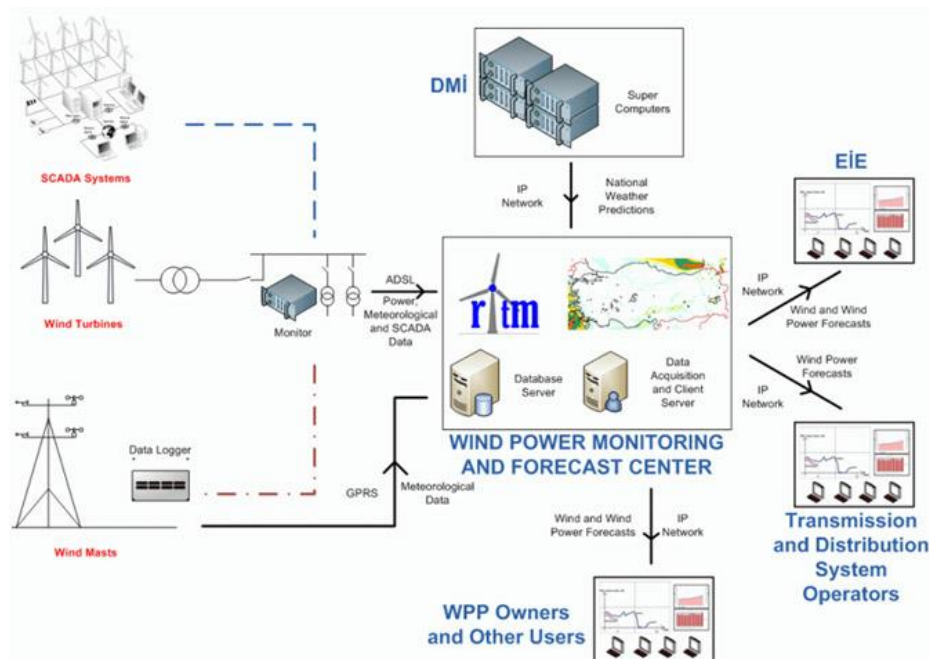 DMİ
Super
Computers
SCADA Systems
IP
Network
National
Weather
Predictions
EİE
Wind Turbines
Monitor
ADSL
Power,
Meteorological
and SCADA
Data
ritm
Database
Server
Data
Acquisition
and Client
Server
IP
Network
Wind and Wind
Power Forecasts
Wind Power
Forecasts
IP
Network
WIND POWER MONITORING
AND FORECAST CENTER
Data Logger
GPRS
Meteorological
Data
Wind Masts
Wind and Wind
Power Forecasts
IP
Network
Transmission
and Distribution
System
Operators
WPP Owners
and Other Users